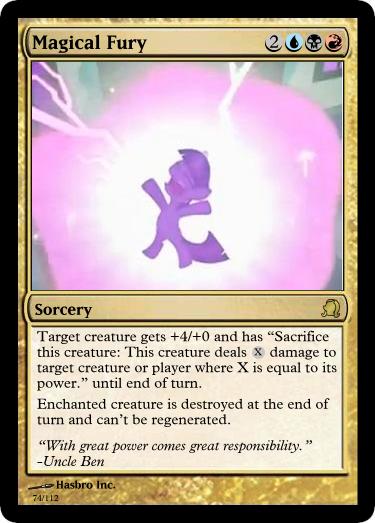 Magical Fury 2
Sorcery
Target creature gets +4/+0 and has “Sacrifice
this creature: This creature deals X damage to
target creature or player where X is equal to its
power.” until end of turn.
Enchanted creature is destroyed at the end of
turn and can’t be regenerated.
“With great power comes great responsibility.”
-Uncle Ben
Hasbro Inc.
74/112